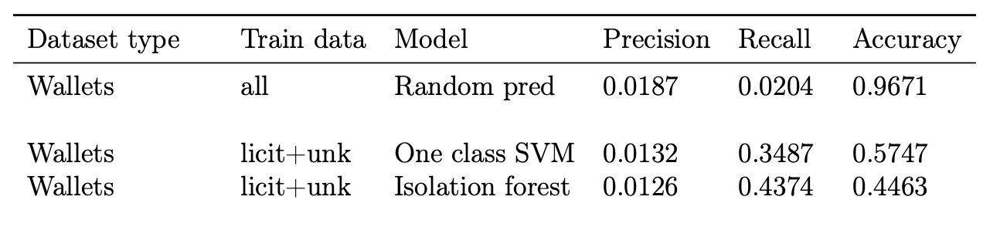 Dataset type Train data Model Precision Recall Accuracy
Wallets all Random pred 0.0187 0.0204 0.9671
Wallets licit+unk One class SVM 0.0132 0.3487 0.5747
Wallets licit+unk Isolation forest 0.0126 0.4374 0.4463